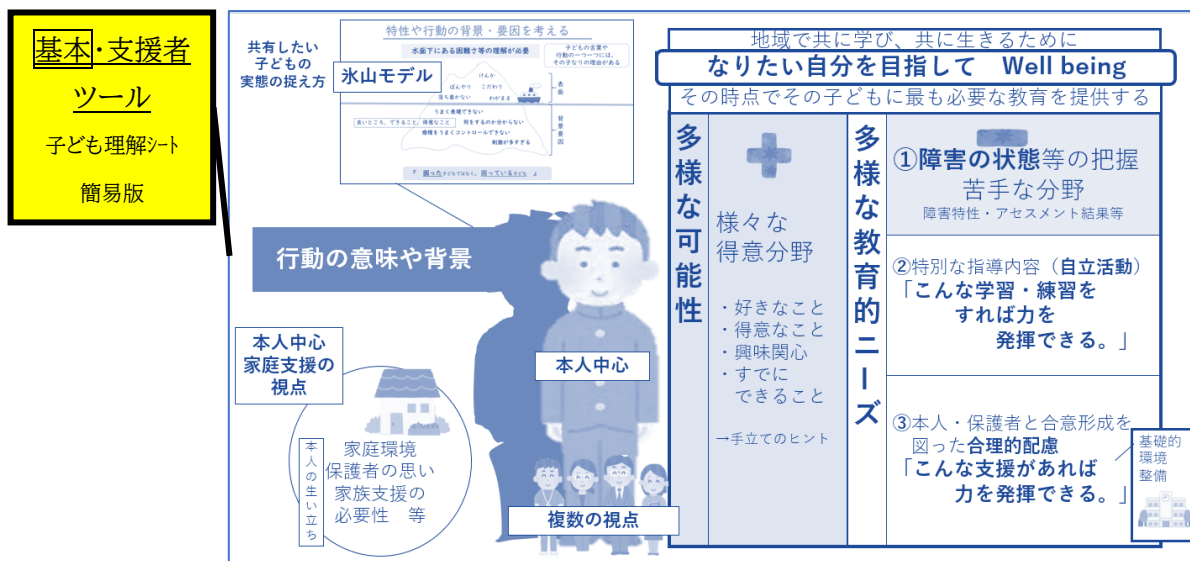 基本・支援者
ツール
子ども理解シート
簡易版
共有したい
子どもの
実態の捉え方
特性や行動の背景・要因を考える
水面下にある困難さ等の理解が必要
子どもの言葉や
行動の一つ一つには、
その子なりの理由がある
氷山モデル
けんか
ぼんやり こだわり
落ち着かない わがまま
表面
うまく表現できない
良いところ、できること、得意なこと
何をするのか分からない
感情をうまくコントロールできない
刺激が多すぎる
背景要因
『 困った子どもではなく、困っている子ども 』
行動の意味や背景
本人中心
家庭支援の
視点
本人の生い立ち
家庭環境
保護者の思い
家族支援の
必要性 等
本人中心
複数の視点
地域で共に学び、共に生きるために
なりたい自分を目指して Well being
その時点でその子どもに最も必要な教育を提供する
多様な可能性
様々な
得意分野
・好きなこと
・得意なこと
・興味関心
・すでに
できること
→手立てのヒント
多様な教育的ニーズ
①障害の状態等の把握
苦手な分野
障害特性・アセスメント結果等
②特別な指導内容（自立活動）
「こんな学習・練習を
すれば力を
発揮できる。」
③本人・保護者と合意形成を
図った合理的配慮
「こんな支援があれば
力を発揮できる。」
基礎的
環境
整備